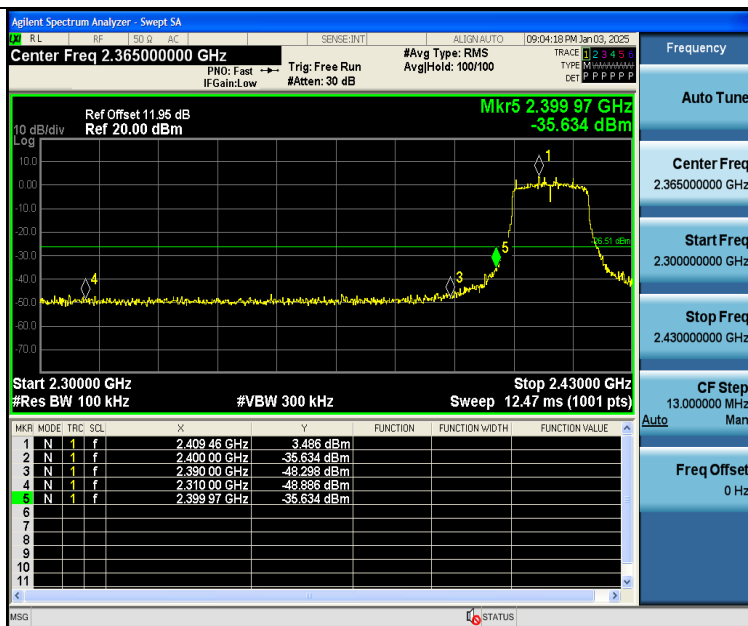 Agilent Spectrum Analyzer - Swept SA
LXI RL RF 50 Ω AC SENSE:INT ALIGN AUTO 09:04:18 PM Jan 03, 2025
Center Freq 2.365000000 GHz
#Avg Type: RMS
TRACE 1 2 3 4 5 6
PNO: Fast
Trig: Free Run
Avg|Hold: 100/100
TYPE M WWWWW
IFGain:Low
#Atten: 30 dB
DET P P P P P P
Mkr5 2.399 97 GHz
-35.634 dBm
Ref Offset 11.95 dB
10 dB/div Ref 20.00 dBm
Log
10.0
0.00
-10.0
-20.0
-30.0
-40.0
-50.0
-60.0
-70.0
1
-26.51 dBm
5
4
3
Start 2.30000 GHz Stop 2.43000 GHz
#Res BW 100 kHz #VBW 300 kHz Sweep 12.47 ms (1001 pts)
MKR MODE TRC SCL X Y FUNCTION FUNCTION WIDTH FUNCTION VALUE
1 N 1 f 2.409 46 GHz 3.486 dBm
2 N 1 f 2.400 00 GHz -35.634 dBm
3 N 1 f 2.390 00 GHz -48.298 dBm
4 N 1 f 2.310 00 GHz -48.886 dBm
5 N 1 f 2.399 97 GHz -35.634 dBm
6
7
8
9
10
11
MSG STATUS
Frequency
Auto Tune
Center Freq
2.365000000 GHz
Start Freq
2.300000000 GHz
Stop Freq
2.430000000 GHz
CF Step
13.000000 MHz
Auto Man
Freq Offset
0 Hz